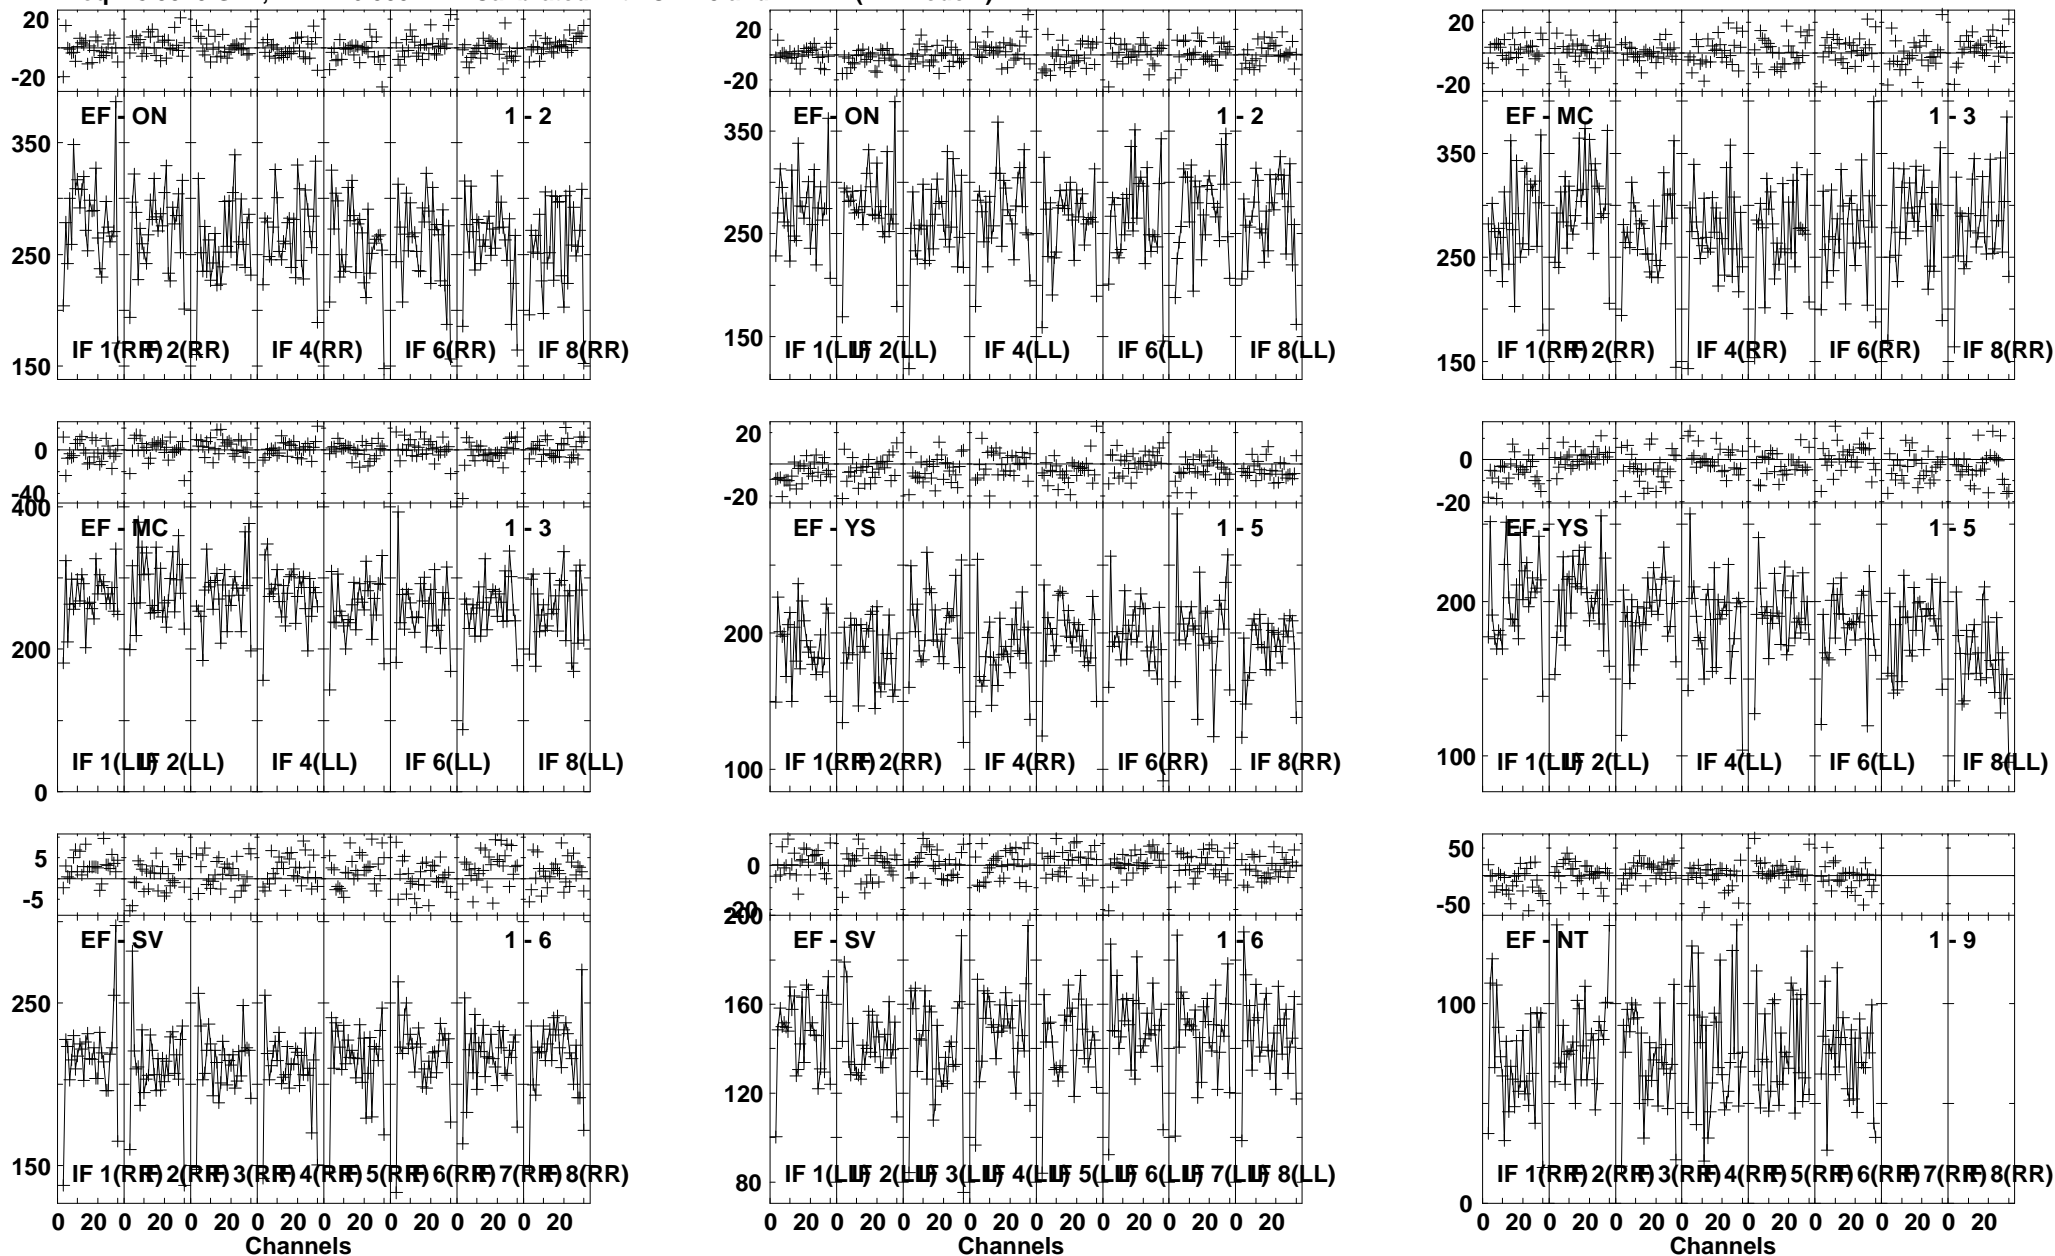 20
-20
EF - ON 1 - 2
350
250
150
IF 1(RR) IF 2(RR) IF 4(RR) IF 6(RR) IF 8(RR)
20
-20
EF - ON 1 - 2
350
250
150
IF 1(LL) IF 2(LL) IF 4(LL) IF 6(LL) IF 8(LL)
20
-20
EF - MC 1 - 3
350
250
150
IF 1(RR) IF 2(RR) IF 4(RR) IF 6(RR) IF 8(RR)
0
-40
400
EF - MC 1 - 3
200
0
IF 1(LL) IF 2(LL) IF 4(LL) IF 6(LL) IF 8(LL)
20
-20
EF - YS 1 - 5
200
100
IF 1(RR) IF 2(RR) IF 4(RR) IF 6(RR) IF 8(RR)
0
-20
EF - YS 1 - 5
200
100
IF 1(LL) IF 2(LL) IF 4(LL) IF 6(LL) IF 8(LL)
5
-5
EF - SV 1 - 6
250
150
IF 1(RR) IF 2(RR) IF 3(RR) IF 4(RR) IF 5(RR) IF 6(RR) IF 7(RR) IF 8(RR)
0 20 0 20 0 20 0 20 0 20 0 20 0 20 0 20
Channels
0
-20
200
EF - SV 1 - 6
160
120
80
IF 1(LL) IF 2(LL) IF 3(LL) IF 4(LL) IF 5(LL) IF 6(LL) IF 7(LL) IF 8(LL)
0 20 0 20 0 20 0 20 0 20 0 20 0 20 0 20
Channels
50
-50
EF - NT 1 - 9
100
0
IF 1(RR) IF 2(RR) IF 3(RR) IF 4(RR) IF 5(RR) IF 6(RR) IF 7(RR) IF 8(RR)
0 20 0 20 0 20 0 20 0 20 0 20 0 20 0 20
Channels